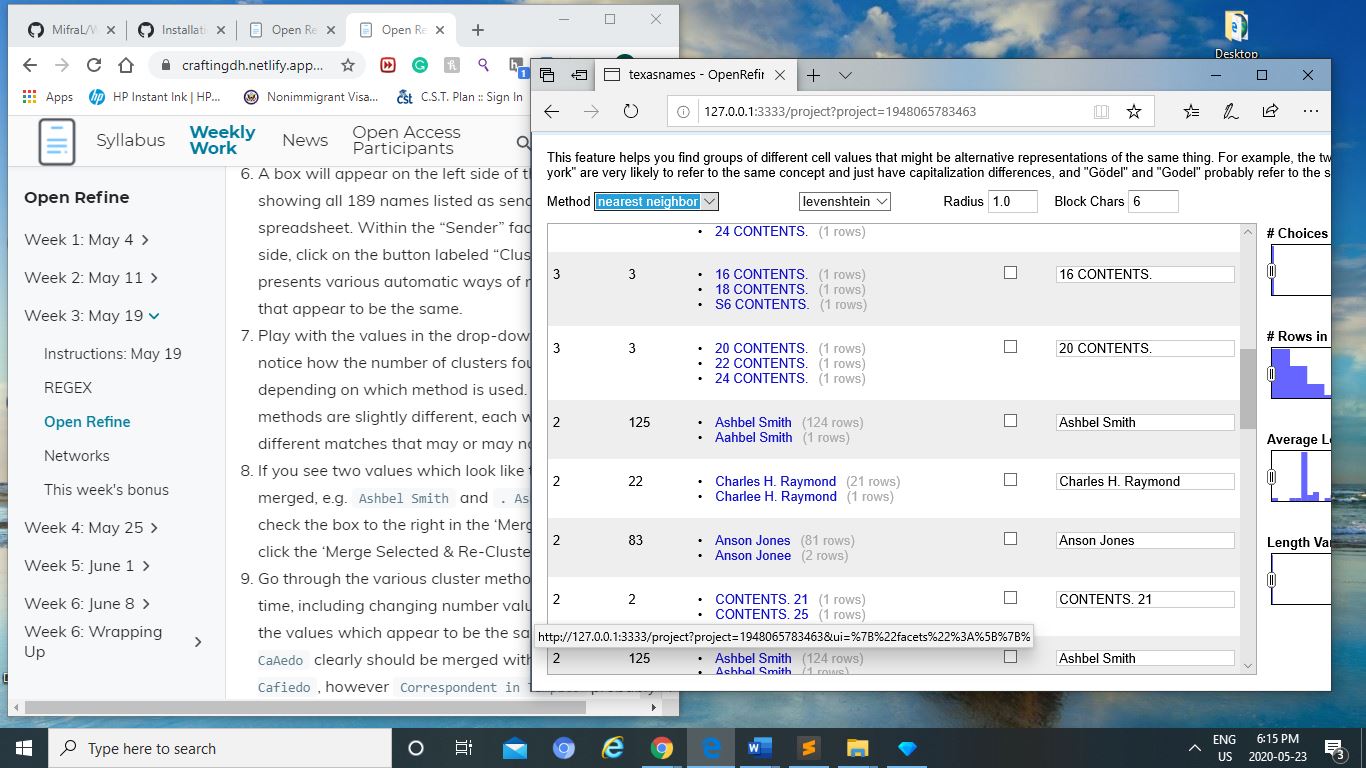 MifraL/W
Installati
Open Re
Open Re
craftingdh.netlify.app...
Apps
HP Instant Ink | HP...
Nonimmigrant Visa...
C.S.T. Plan :: Sign In
Syllabus
Weekly Work
News
Open Access Participants
Open Refine
Week 1: May 4
Week 2: May 11
Week 3: May 19
Instructions: May 19
REGEX
Open Refine
Networks
This week's bonus
Week 4: May 25
Week 5: June 1
Week 6: June 8
Week 6: Wrapping
Up
6. A box will appear on the left side of t
showing all 189 names listed as send
spreadsheet. Within the “Sender” fac
side, click on the button labeled “Clus
presents various automatic ways of r
that appear to be the same.
7. Play with the values in the drop-dow
notice how the number of clusters fou
depending on which method is used.
methods are slightly different, each w
different matches that may or may no
8. If you see two values which look like t
merged, e.g. Ashbel Smith and . As
check the box to the right in the ‘Merg
click the ‘Merge Selected & Re-Cluste
9. Go through the various cluster metho
time, including changing number valu
the values which appear to be the sa
CaAedo clearly should be merged with
Cafiedo , however Correspondent in
texasnames - OpenRefin
127.0.0.1:3333/project?project=1948065783463
This feature helps you find groups of different cell values that might be alternative representations of the same thing. For example, the tw
york" are very likely to refer to the same concept and just have capitalization differences, and "Gödel" and "Godel" probably refer to the s
Method nearest neighbor levenshtein Radius 1.0 Block Chars 6
24 CONTENTS. (1 rows)
3 3 16 CONTENTS. (1 rows) 16 CONTENTS.
18 CONTENTS. (1 rows)
S6 CONTENTS. (1 rows)
3 3 20 CONTENTS. (1 rows) 20 CONTENTS.
22 CONTENTS. (1 rows)
24 CONTENTS. (1 rows)
2 125 Ashbel Smith (124 rows) Ashbel Smith
Aahbel Smith (1 rows)
2 22 Charles H. Raymond (21 rows) Charles H. Raymond
Charlee H. Raymond (1 rows)
2 83 Anson Jones (81 rows) Anson Jones
Anson Jonee (2 rows)
2 2 CONTENTS. 21 (1 rows) CONTENTS. 21
CONTENTS. 25 (1 rows)
http://127.0.0.1:3333/project?project=1948065783463&ui=%7B%22facets%22%3A%5B%7B%
2 125 Ashbel Smith (124 rows) Ashbel Smith
# Choices
# Rows in
Average L
Length Va
Desktop
Type here to search
ENG
US
6:15 PM
2020-05-23
3